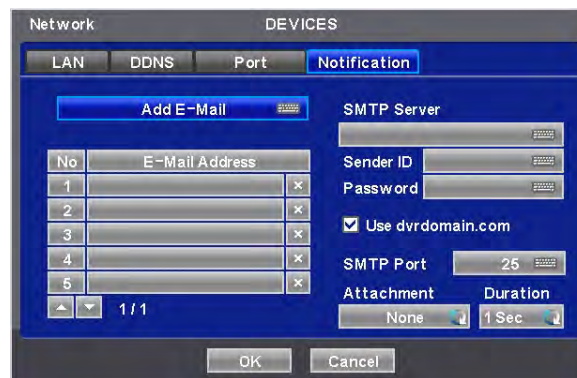 Network DEVICES
LAN DDNS Port Notification
Add E-Mail
No E-Mail Address
1 ×
2 ×
3 ×
4 ×
5 ×
1/1
SMTP Server
Sender ID
Password
Use dvrdomain.com
SMTP Port 25
Attachment Duration
None 1 Sec
OK Cancel